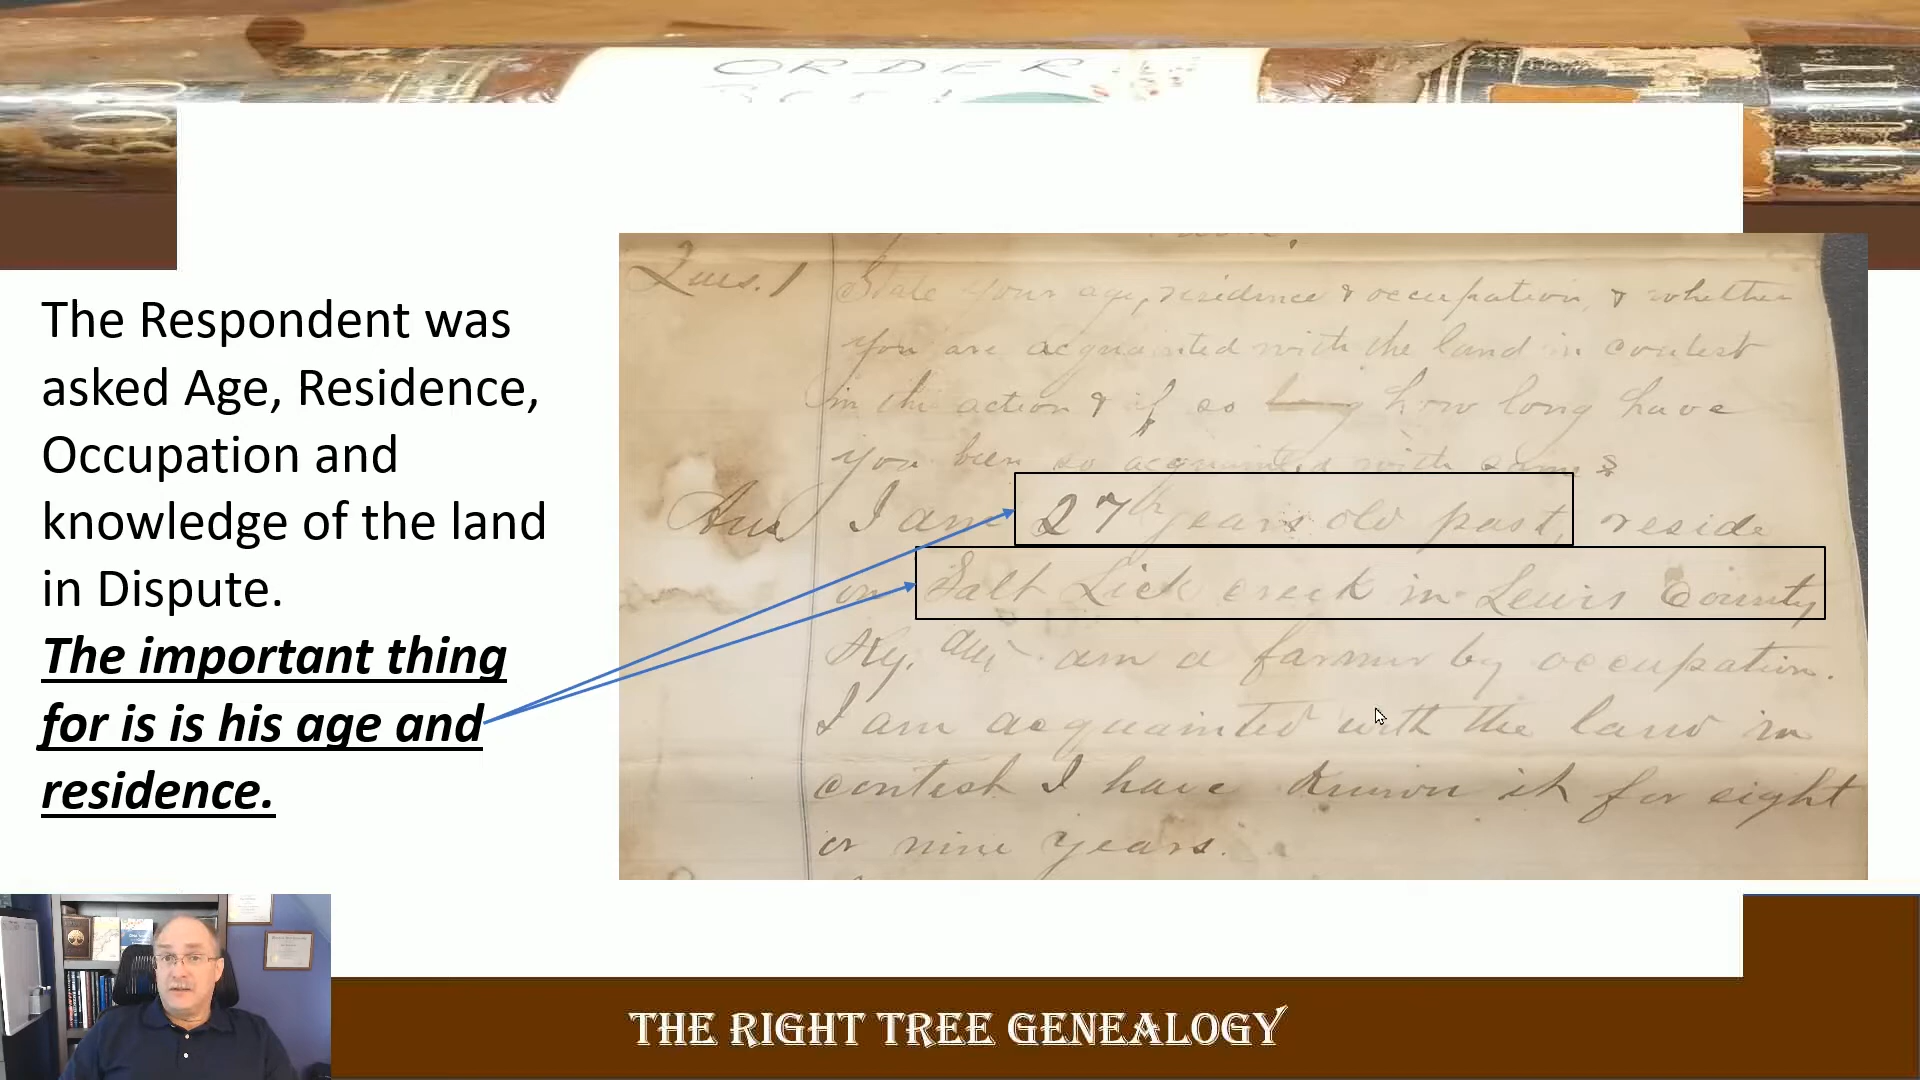 ORDER
The Respondent was
asked Age, Residence,
Occupation and
knowledge of the land
in Dispute.
The important thing
for is is his age and
residence.
Ques. 1 State your age, residence & occupation, & whether
you are acquainted with the land in contest
in the action & if so how long have
you been so acquainted with same?
Ans I am 27th years old past, reside
on Salt Lick creek in Lewis County
Ky. am a farmer by occupation.
I am acquainted with the land in
contest I have known it for eight
or nine years.
THE RIGHT TREE GENEALOGY